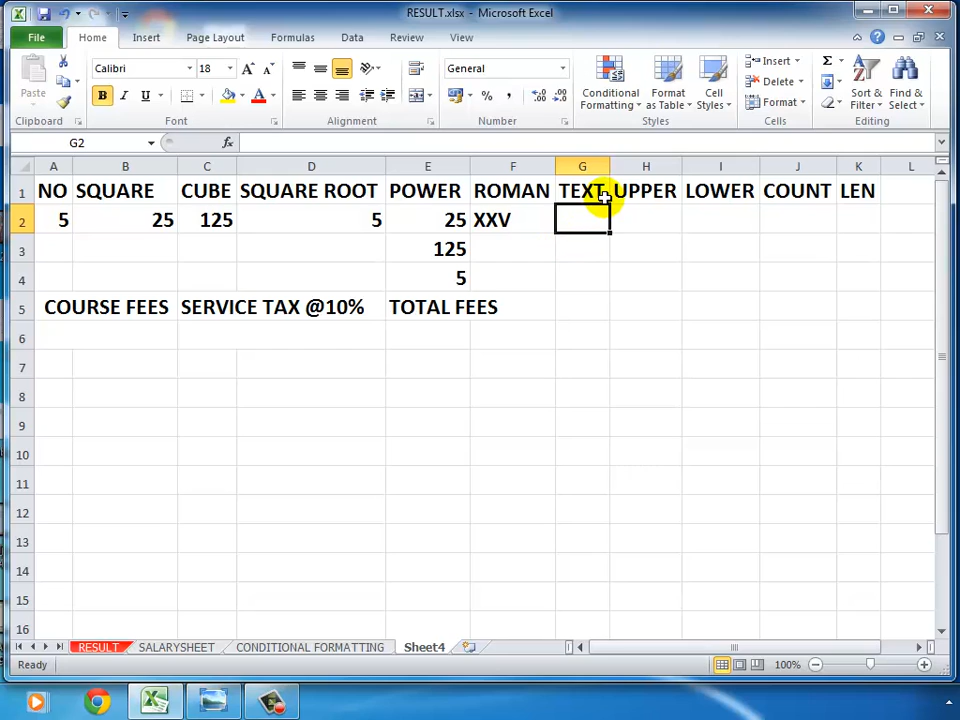 RESULT.xlsx - Microsoft Excel
File Home Insert Page Layout Formulas Data Review View
Calibri 18 General Insert
Paste Conditional Formatting Format as Table Cell Styles Delete Sort & Filter Find & Select
Format
Clipboard Font Alignment Number Styles Cells Editing
G2 fx
A B C D E F G H I J K L
1 NO SQUARE CUBE SQUARE ROOT POWER ROMAN TEXT UPPER LOWER COUNT LEN
2 5 25 125 5 25 XXV
3 125
4 5
5 COURSE FEES SERVICE TAX @10% TOTAL FEES
6
7
8
9
10
11
12
13
14
15
16
RESULT SALARYSHEET CONDITIONAL FORMATTING Sheet4
Ready 100%